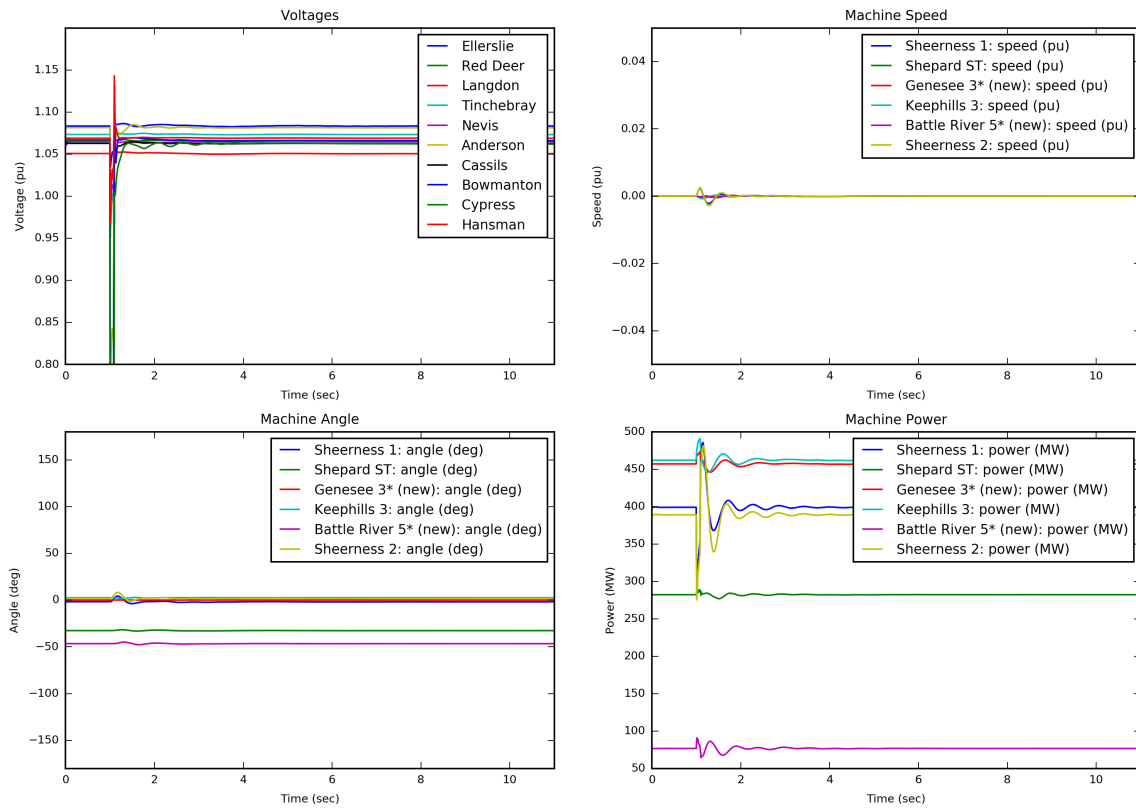 Voltages
1.15
1.10
1.05
1.00
0.95
0.90
0.85
0.80
Voltage (pu)
0
2
4
6
8
10
Time (sec)
Ellerslie
Red Deer
Langdon
Tinchebray
Nevis
Anderson
Cassils
Bowmanton
Cypress
Hansman
Machine Speed
0.04
0.02
0.00
−0.02
−0.04
Speed (pu)
0
2
4
6
8
10
Time (sec)
Sheerness 1: speed (pu)
Shepard ST: speed (pu)
Genesee 3* (new): speed (pu)
Keephills 3: speed (pu)
Battle River 5* (new): speed (pu)
Sheerness 2: speed (pu)
Machine Angle
150
100
50
0
−50
−100
−150
Angle (deg)
0
2
4
6
8
10
Time (sec)
Sheerness 1: angle (deg)
Shepard ST: angle (deg)
Genesee 3* (new): angle (deg)
Keephills 3: angle (deg)
Battle River 5* (new): angle (deg)
Sheerness 2: angle (deg)
Machine Power
500
450
400
350
300
250
200
150
100
50
Power (MW)
0
2
4
6
8
10
Time (sec)
Sheerness 1: power (MW)
Shepard ST: power (MW)
Genesee 3* (new): power (MW)
Keephills 3: power (MW)
Battle River 5* (new): power (MW)
Sheerness 2: power (MW)